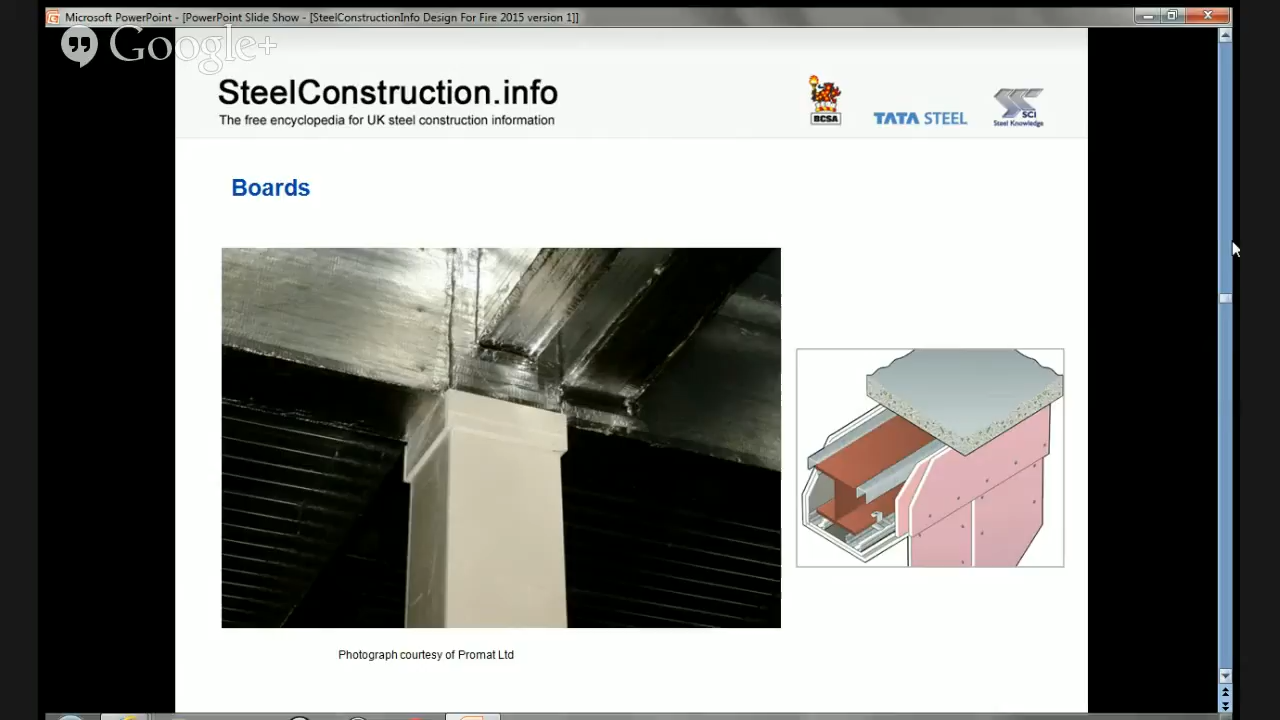 Microsoft PowerPoint - [PowerPoint Slide Show - [SteelConstructionInfo Design For Fire 2015 version 1]]
Google+
SteelConstruction.info
The free encyclopedia for UK steel construction information
BCSA
TATA STEEL
SCI
Steel Knowledge
Boards
Photograph courtesy of Promat Ltd